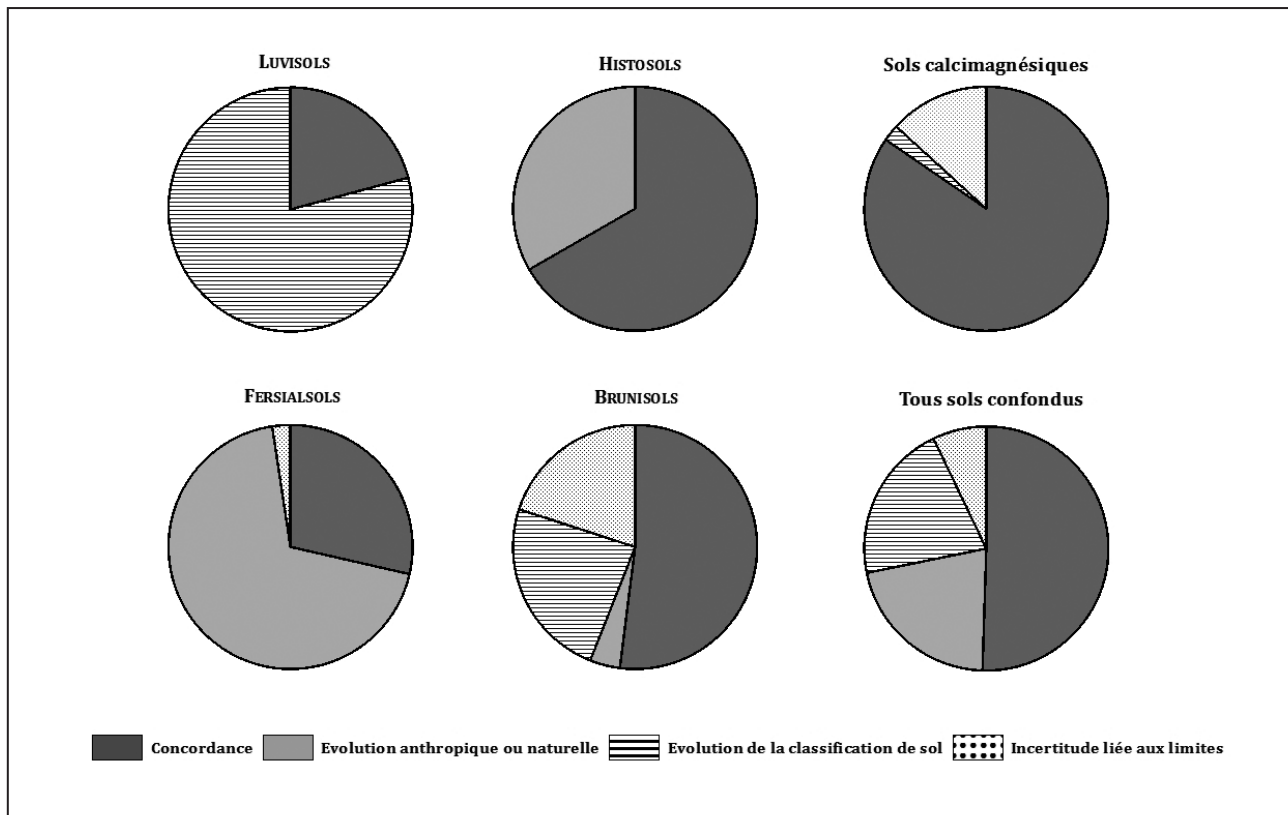 LUVISOLS
HISTOSOLS
Sols calcimagnésiques
FERSIALSOLS
BRUNISOLS
Tous sols confondus
Concordance
Evolution anthropique ou naturelle
Evolution de la classification de sol
Incertitude liée aux limites